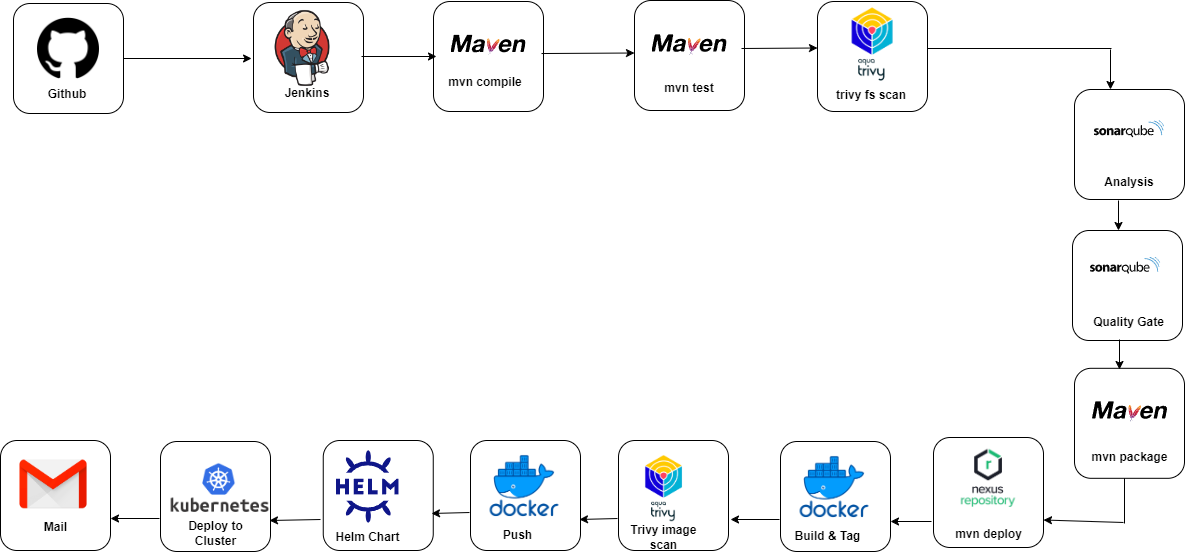 Github
Jenkins
Maven
mvn compile
Maven
mvn test
aqua
trivy
trivy fs scan
sonarqube
Analysis
sonarqube
Quality Gate
Maven
mvn package
nexus
repository
mvn deploy
docker
Build & Tag
aqua
trivy
Trivy image
scan
docker
Push
HELM
Helm Chart
kubernetes
Deploy to
Cluster
Mail